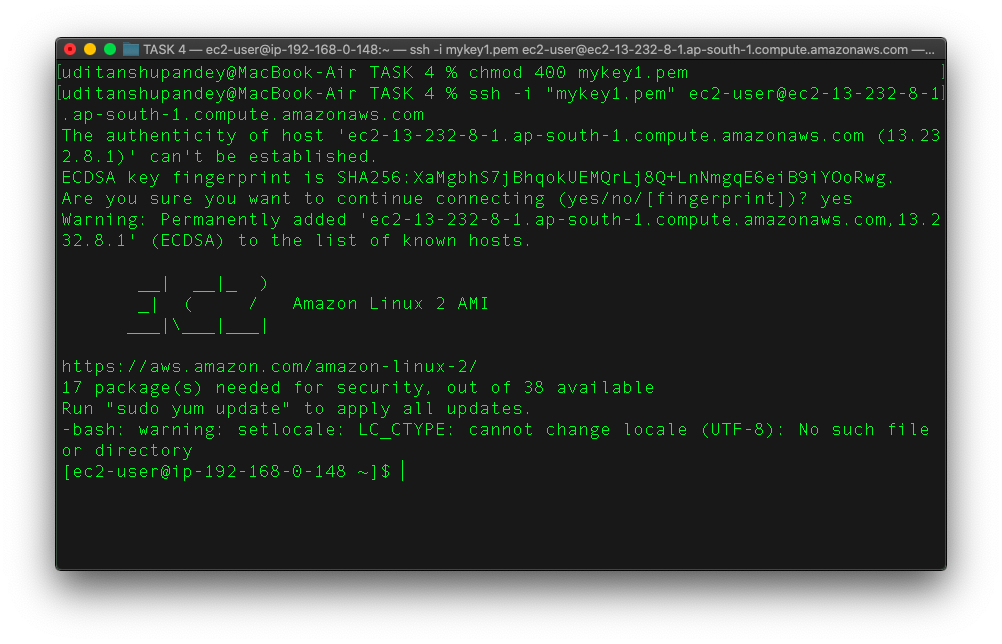 TASK 4 — ec2-user@ip-192-168-0-148:~ — ssh -i mykey1.pem ec2-user@ec2-13-232-8-1.ap-south-1.compute.amazonaws.com —...
[uditanshupandey@MacBook-Air TASK 4 % chmod 400 mykey1.pem ]
[uditanshupandey@MacBook-Air TASK 4 % ssh -i "mykey1.pem" ec2-user@ec2-13-232-8-1]
.ap-south-1.compute.amazonaws.com
The authenticity of host 'ec2-13-232-8-1.ap-south-1.compute.amazonaws.com (13.23
2.8.1)' can't be established.
ECDSA key fingerprint is SHA256:XaMgbhS7jBhqokUEMQrLj8Q+LnNmgqE6eiB9iYOoRwg.
Are you sure you want to continue connecting (yes/no/[fingerprint])? yes
Warning: Permanently added 'ec2-13-232-8-1.ap-south-1.compute.amazonaws.com,13.2
32.8.1' (ECDSA) to the list of known hosts.
       __|  __|_  )
       _|  (     /   Amazon Linux 2 AMI
      ___|\___|___|
https://aws.amazon.com/amazon-linux-2/
17 package(s) needed for security, out of 38 available
Run "sudo yum update" to apply all updates.
-bash: warning: setlocale: LC_CTYPE: cannot change locale (UTF-8): No such file
or directory
[ec2-user@ip-192-168-0-148 ~]$